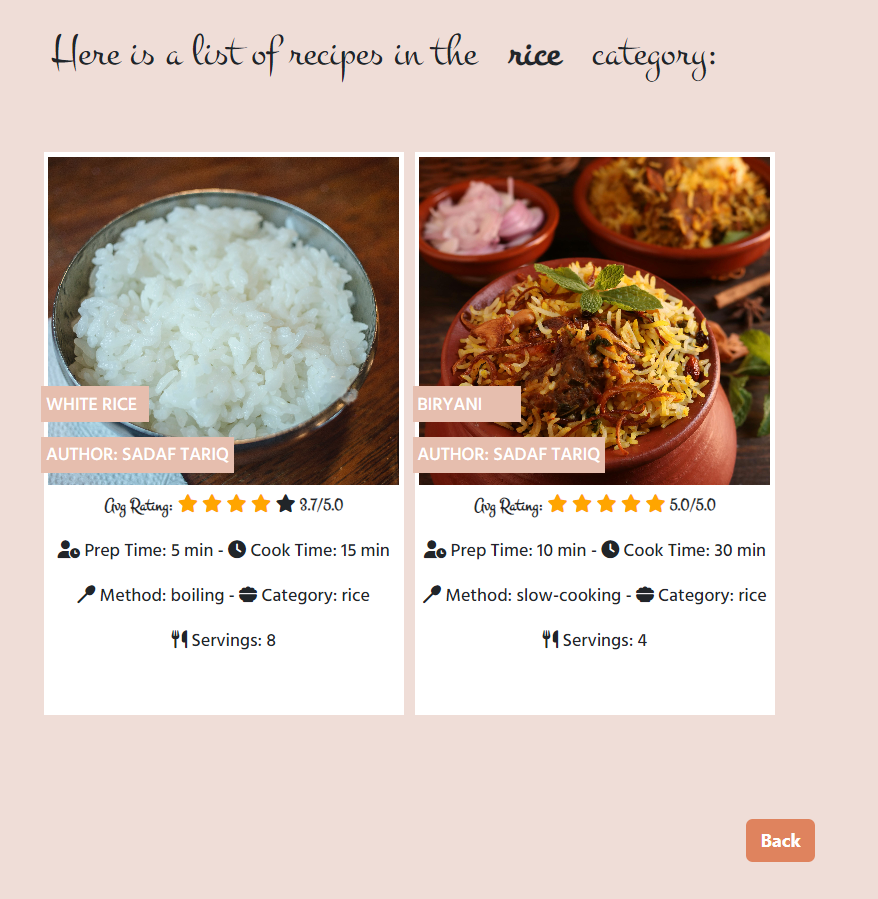 Here is a list of recipes in the rice category:
WHITE RICE
AUTHOR: SADAF TARIQ
Avg Rating: 3.7/5.0
Prep Time: 5 min - Cook Time: 15 min
Method: boiling - Category: rice
Servings: 8
BIRYANI
AUTHOR: SADAF TARIQ
Avg Rating: 5.0/5.0
Prep Time: 10 min - Cook Time: 30 min
Method: slow-cooking - Category: rice
Servings: 4
Back